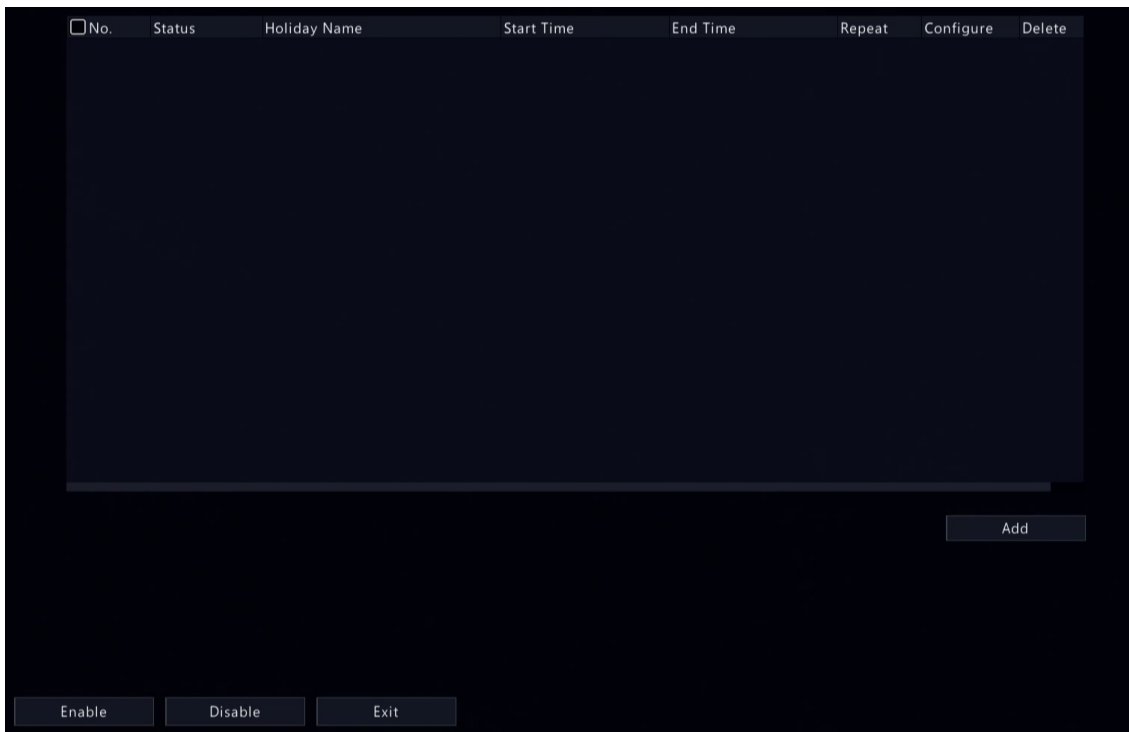 No. Status Holiday Name Start Time End Time Repeat Configure Delete
Add
Enable Disable Exit